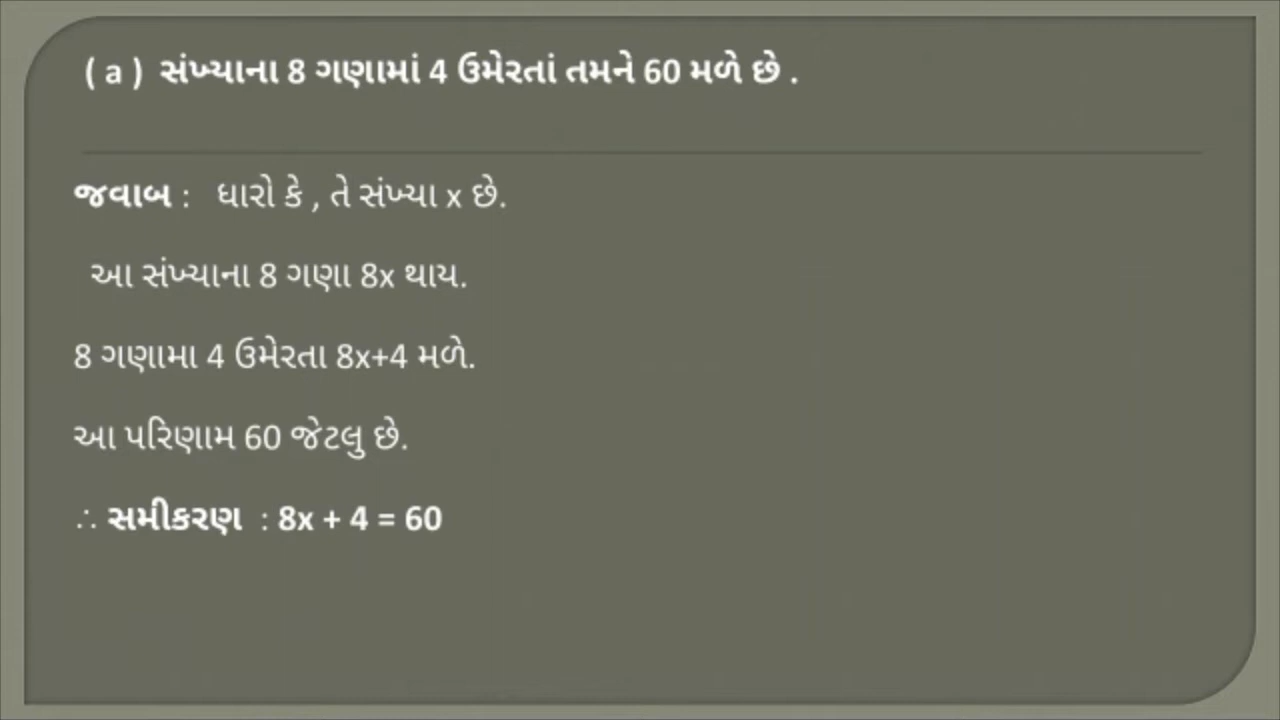 ( a ) સંખ્યાના 8 ગણામાં 4 ઉમેરતાં તમને 60 મળે છે .
જવાબ : ધારો કે , તે સંખ્યા x છે.
આ સંખ્યાના 8 ગણા 8x થાય.
8 ગણામા 4 ઉમેરતા 8x+4 મળે.
આ પરિણામ 60 જેટલુ છે.
∴ સમીકરણ : 8x + 4 = 60